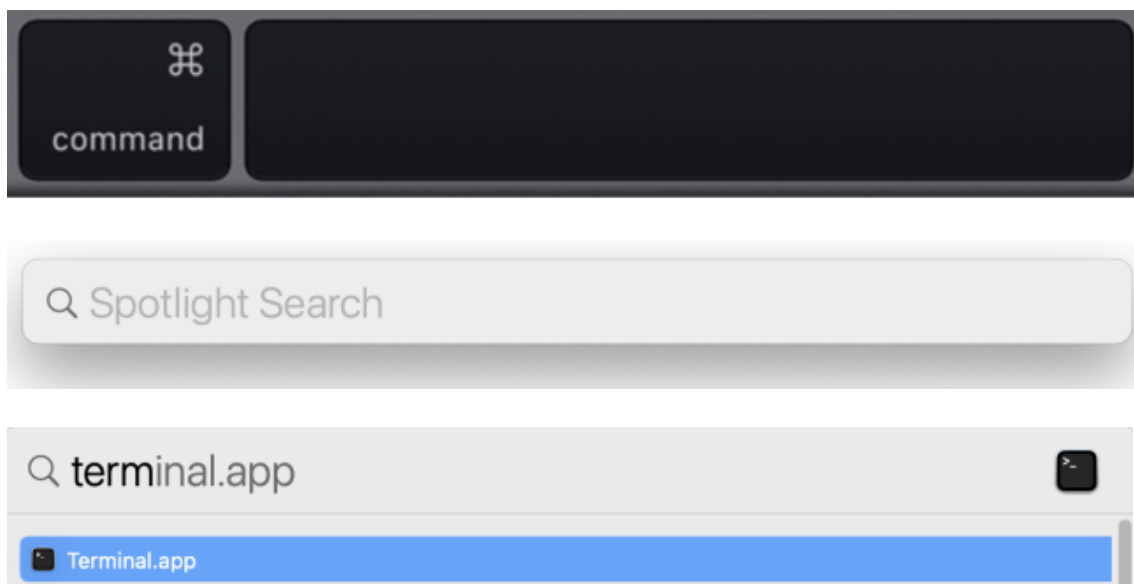 ⌘
command
Spotlight Search
terminal.app
Terminal.app